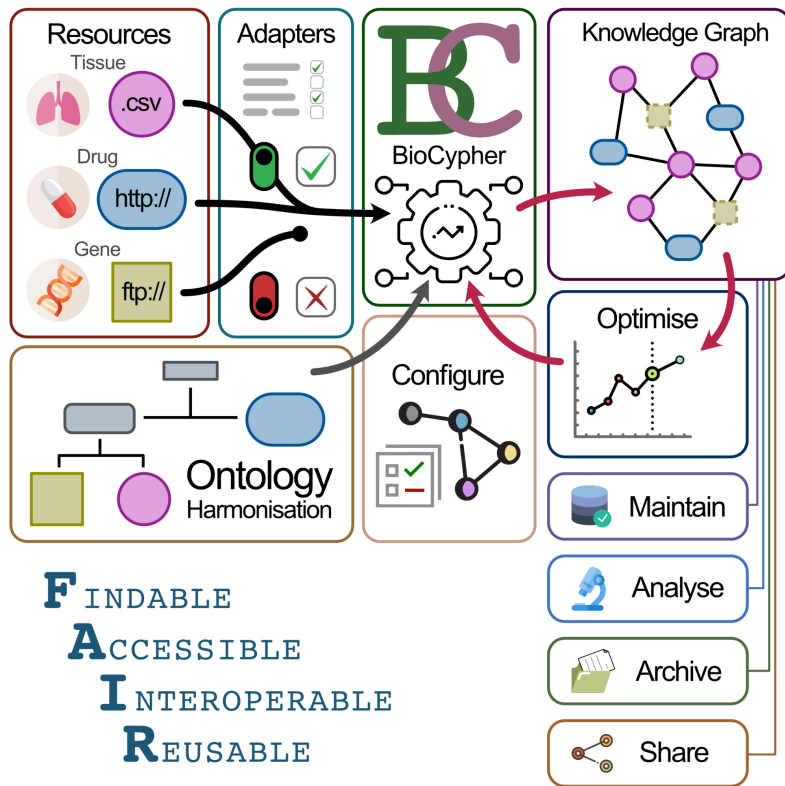 Resources
Tissue
.csv
Drug
http://
Gene
ftp://
Adapters
BC
BioCypher
Knowledge Graph
Optimise
Configure
Ontology
Harmonisation
Maintain
Analyse
Archive
Share
FINDABLE
ACCESSIBLE
INTEROPERABLE
REUSABLE